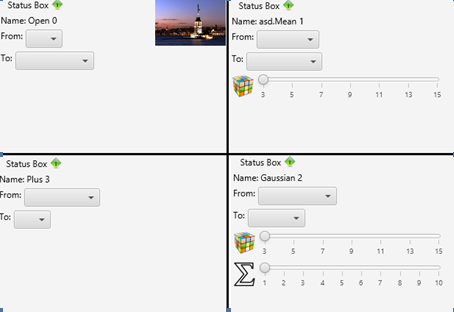 Status Box
Name: Open 0
From:
To:
Status Box
Name: asd.Mean 1
From:
To:
3 5 7 9 11 13 15
Status Box
Name: Plus 3
From:
To:
Status Box
Name: Gaussian 2
From:
To:
3 5 7 9 11 13 15
Σ
1 2 3 4 5 6 7 8 9 10